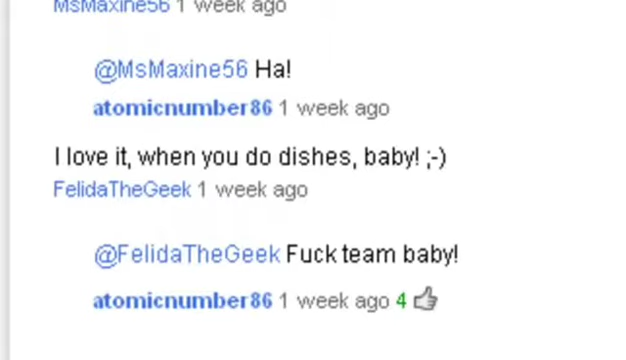 MsMaxine56 1 week ago
@MsMaxine56 Ha!
atomicnumber86 1 week ago
I love it, when you do dishes, baby! ;-)
FelidaTheGeek 1 week ago
@FelidaTheGeek Fuck team baby!
atomicnumber86 1 week ago 4